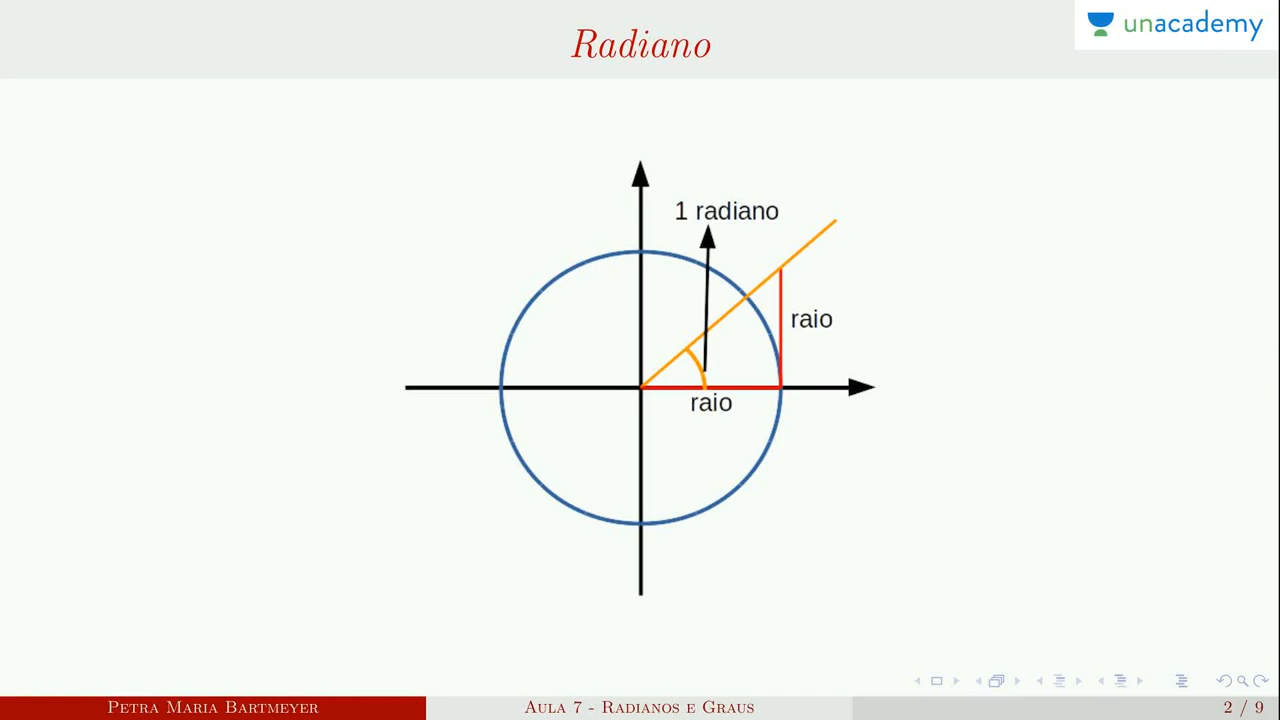 Radiano
unacademy
1 radiano
raio
raio
Petra Maria Bartmeyer
Aula 7 - Radianos e Graus
2 / 9